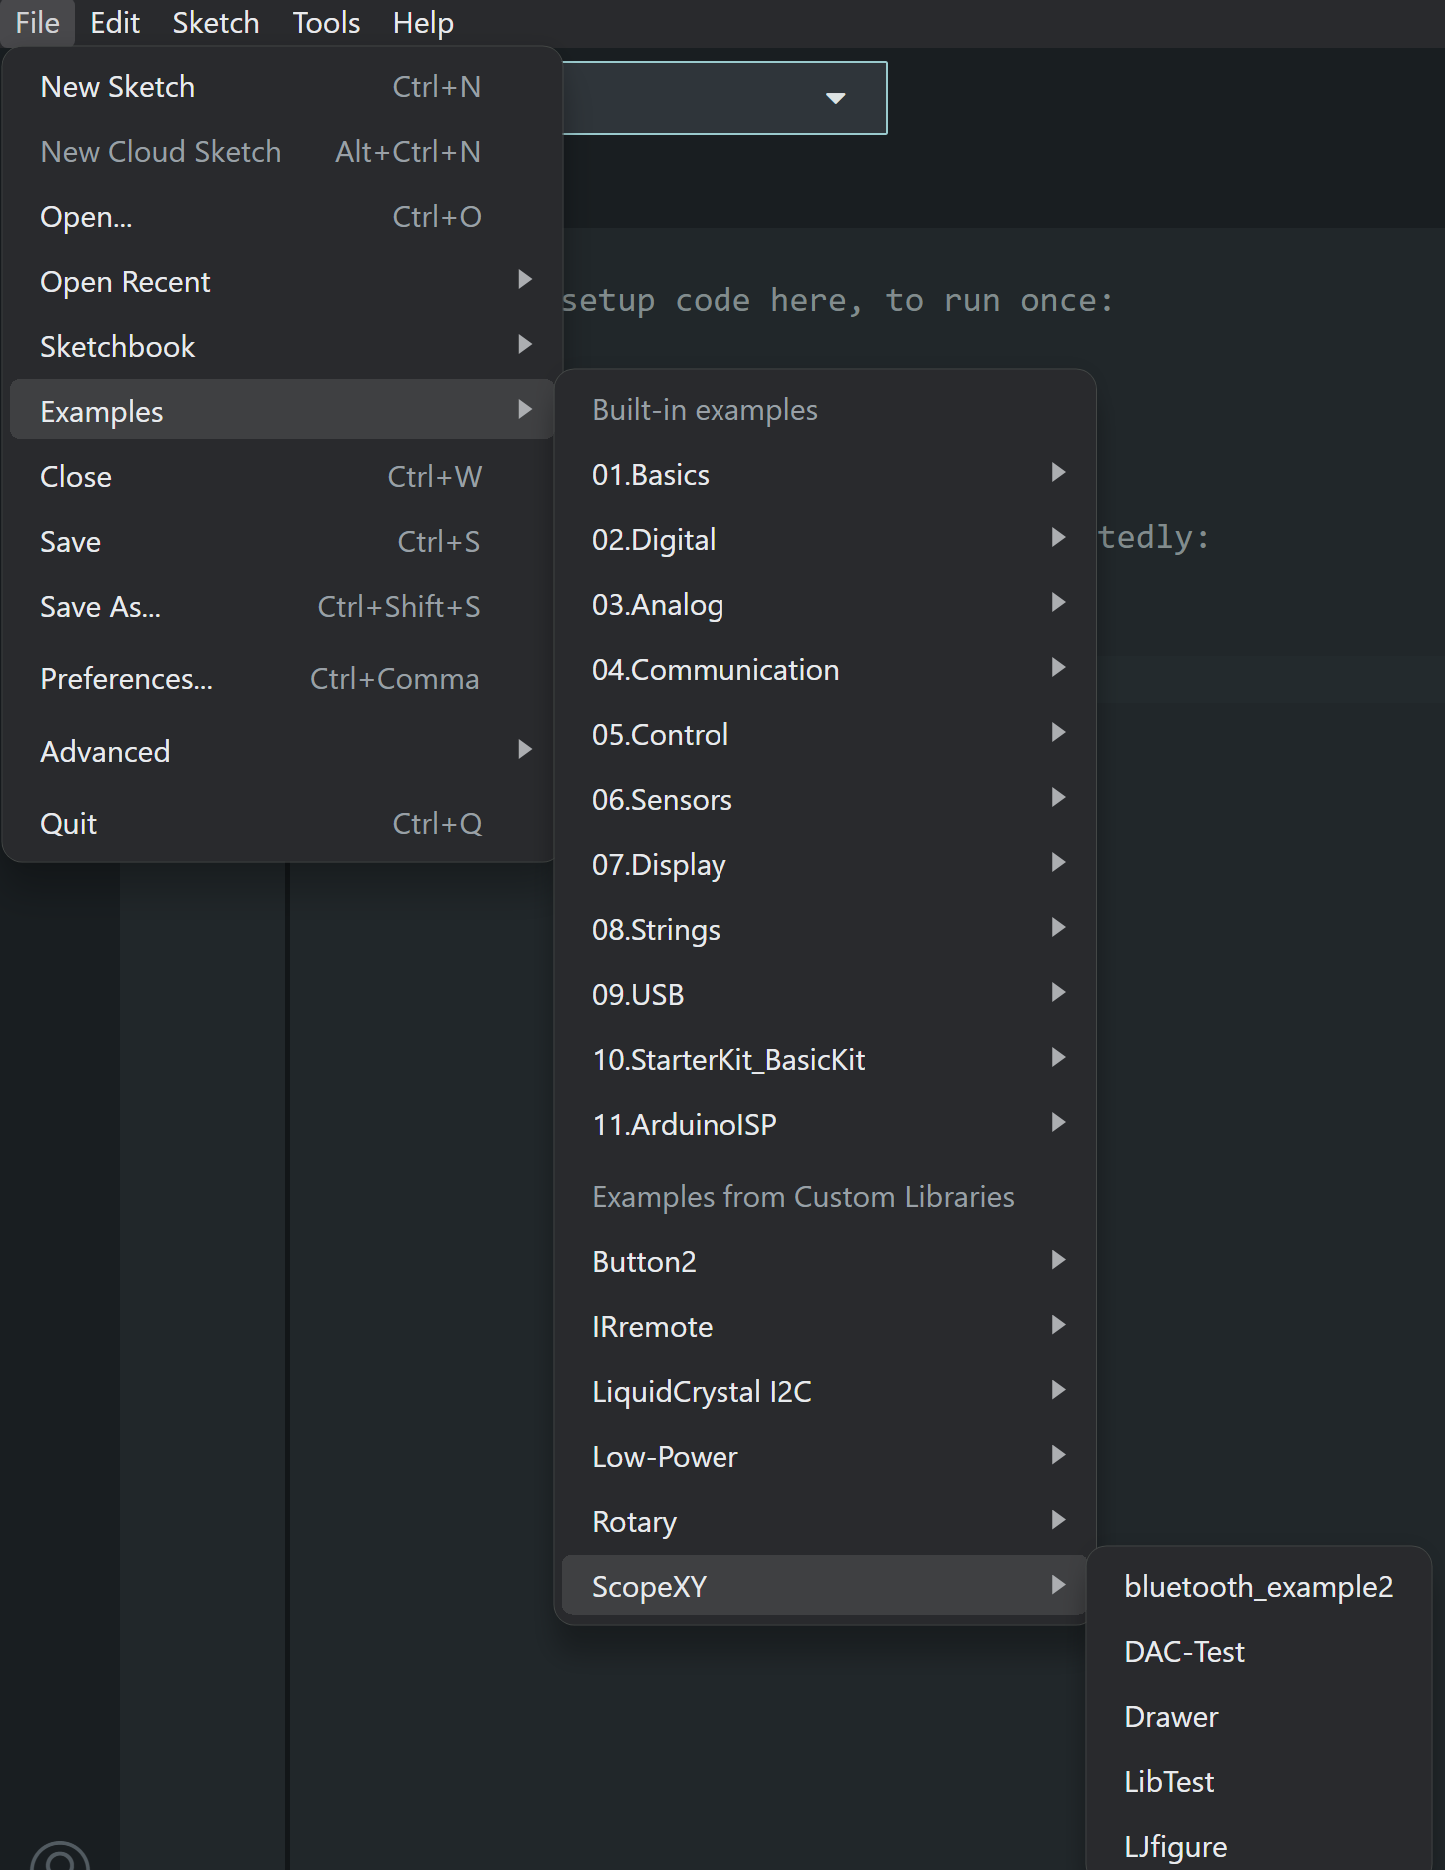 File Edit Sketch Tools Help
New Sketch Ctrl+N
New Cloud Sketch Alt+Ctrl+N
Open... Ctrl+O
Open Recent
setup code here, to run once:
Sketchbook
Examples
Close Ctrl+W
Save Ctrl+S
Save As... Ctrl+Shift+S
Preferences... Ctrl+Comma
Advanced
Quit Ctrl+Q
Built-in examples
01.Basics
02.Digital
tedly:
03.Analog
04.Communication
05.Control
06.Sensors
07.Display
08.Strings
09.USB
10.StarterKit_BasicKit
11.ArduinoISP
Examples from Custom Libraries
Button2
IRremote
LiquidCrystal I2C
Low-Power
Rotary
ScopeXY
bluetooth_example2
DAC-Test
Drawer
LibTest
LJfigure